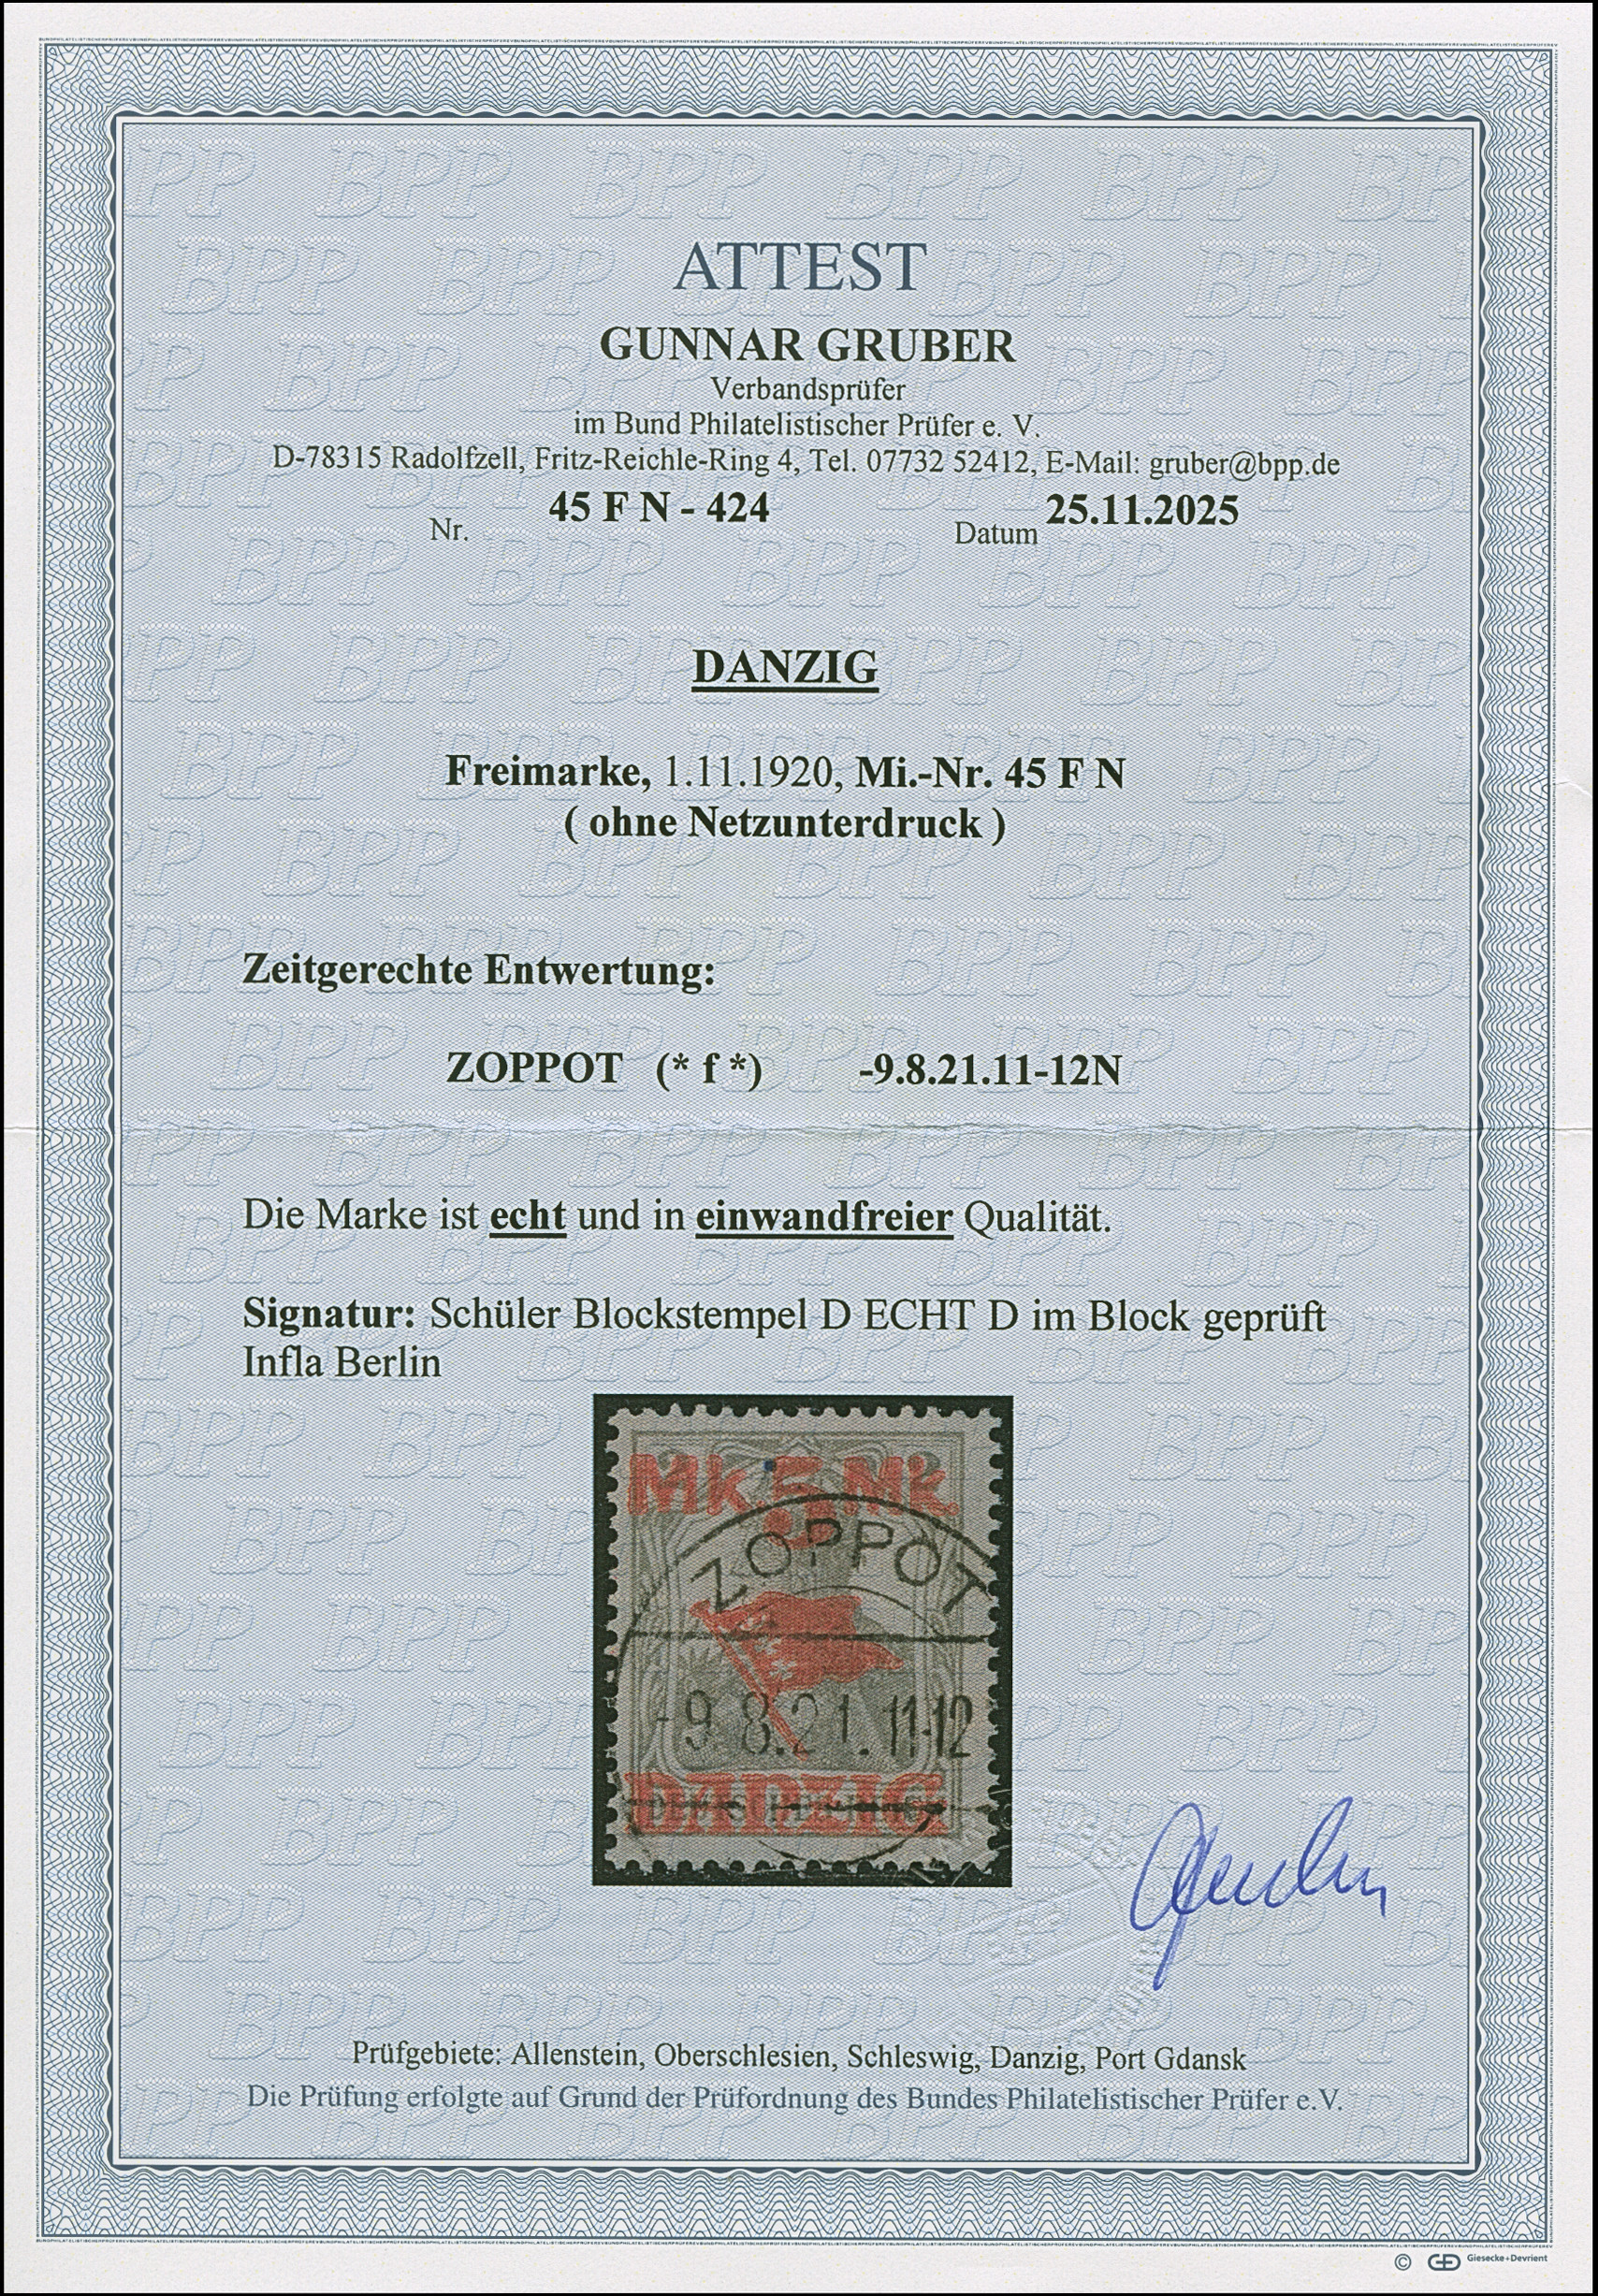 ATTEST
GUNNAR GRUBER
Verbandsprüfer
im Bund Philatelistischer Prüfer e. V.
D-78315 Radolfzell, Fritz-Reichle-Ring 4, Tel. 07732 52412, E-Mail: gruber@bpp.de
Nr. 45 F N - 424 Datum 25.11.2025
DANZIG
Freimarke, 1.11.1920, Mi.-Nr. 45 F N
( ohne Netzunterdruck )
Zeitgerechte Entwertung:
ZOPPOT (* f *) -9.8.21.11-12N
Die Marke ist echt und in einwandfreier Qualität.
Signatur: Schüler Blockstempel D ECHT D im Block geprüft
Infla Berlin
Mk 5 Mk
ZOPPOT
-9.8.21.11-12
DANZIG
Prüfgebiete: Allenstein, Oberschlesien, Schleswig, Danzig, Port Gdansk
Die Prüfung erfolgte auf Grund der Prüfordnung des Bundes Philatelistischer Prüfer e.V.
© GD Giesecke+Devrient